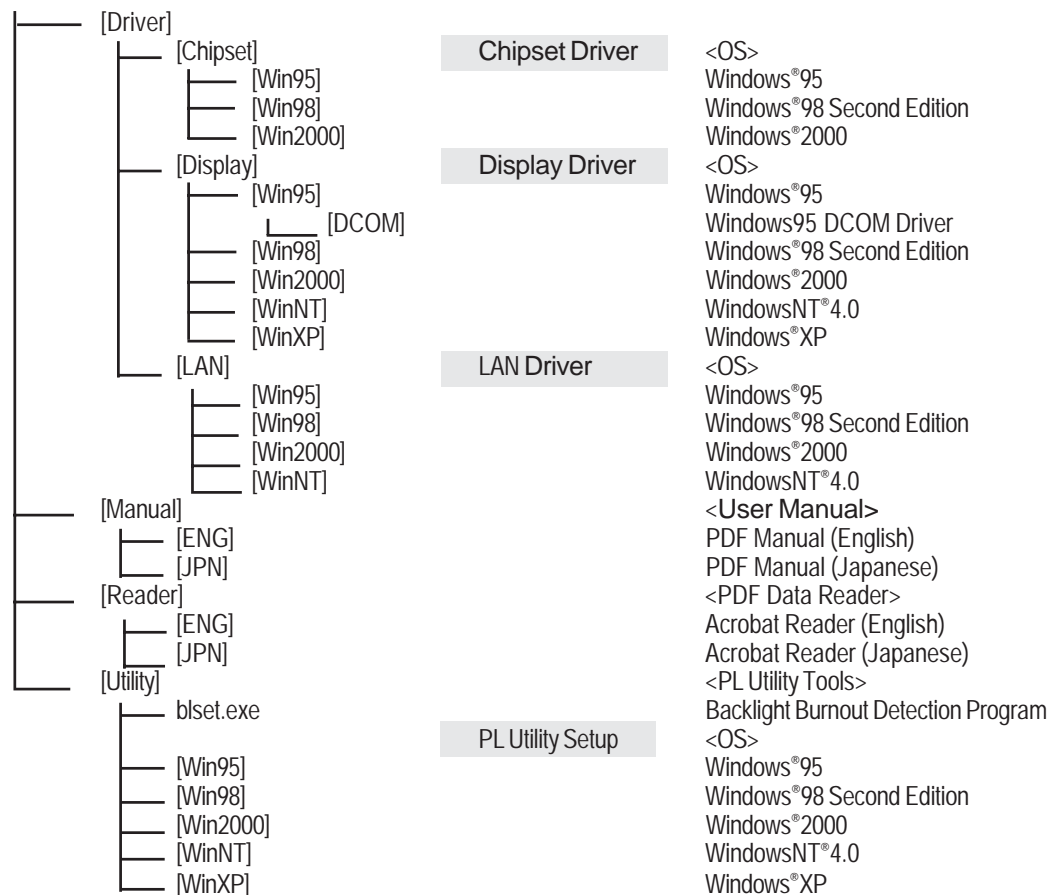 [Driver]
[Chipset] Chipset Driver <OS>
[Win95] Windows®95
[Win98] Windows®98 Second Edition
[Win2000] Windows®2000
[Display] Display Driver <OS>
[Win95] Windows®95
[DCOM] Windows95 DCOM Driver
[Win98] Windows®98 Second Edition
[Win2000] Windows®2000
[WinNT] WindowsNT®4.0
[WinXP] Windows®XP
[LAN] LAN Driver <OS>
[Win95] Windows®95
[Win98] Windows®98 Second Edition
[Win2000] Windows®2000
[WinNT] WindowsNT®4.0
[Manual] <User Manual>
[ENG] PDF Manual (English)
[JPN] PDF Manual (Japanese)
[Reader] <PDF Data Reader>
[ENG] Acrobat Reader (English)
[JPN] Acrobat Reader (Japanese)
[Utility] <PL Utility Tools>
blset.exe Backlight Burnout Detection Program
PL Utility Setup <OS>
[Win95] Windows®95
[Win98] Windows®98 Second Edition
[Win2000] Windows®2000
[WinNT] WindowsNT®4.0
[WinXP] Windows®XP